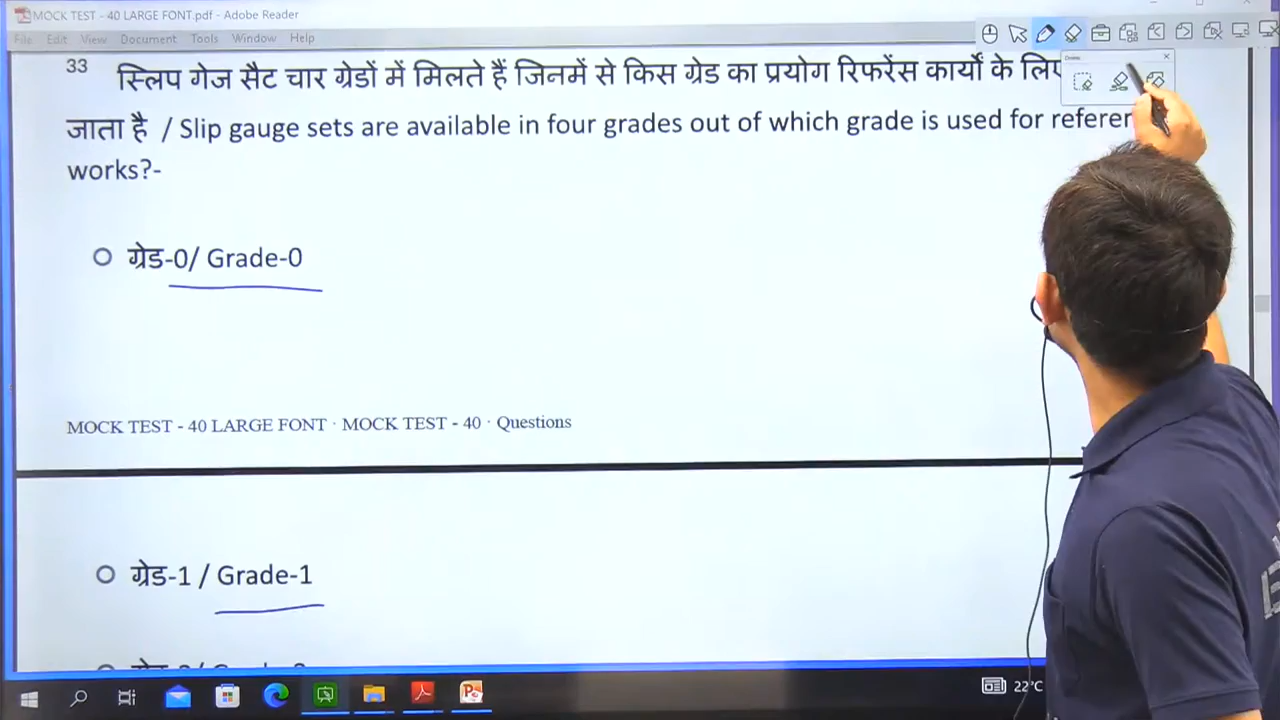 MOCK TEST - 40 LARGE FONT.pdf - Adobe Reader
File Edit View Document Tools Window Help
33 स्लिप गेज सैट चार ग्रेडों में मिलते हैं जिनमें से किस ग्रेड का प्रयोग रिफरेंस कार्यों के
जाता है / Slip gauge sets are available in four grades out of which grade is used for
works?-
ग्रेड-0/ Grade-0
MOCK TEST - 40 LARGE FONT · MOCK TEST - 40 · Questions
ग्रेड-1 / Grade-1
22°C